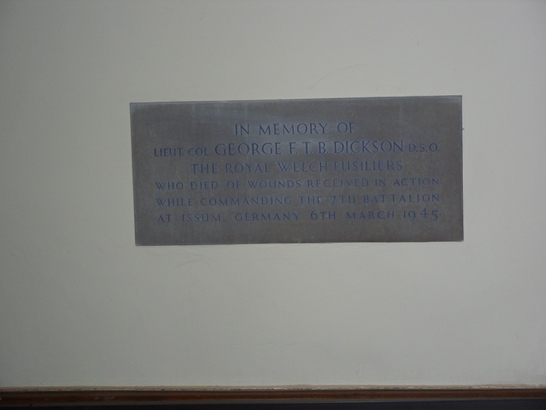 IN MEMORY OF
LIEUT. COL. GEORGE F. T. B. DICKSON D.S.O.
THE ROYAL WELCH FUSILIERS
WHO DIED OF WOUNDS RECEIVED IN ACTION
WHILE COMMANDING THE 7TH BATTALION
AT ISSUM, GERMANY 6TH MARCH 1945